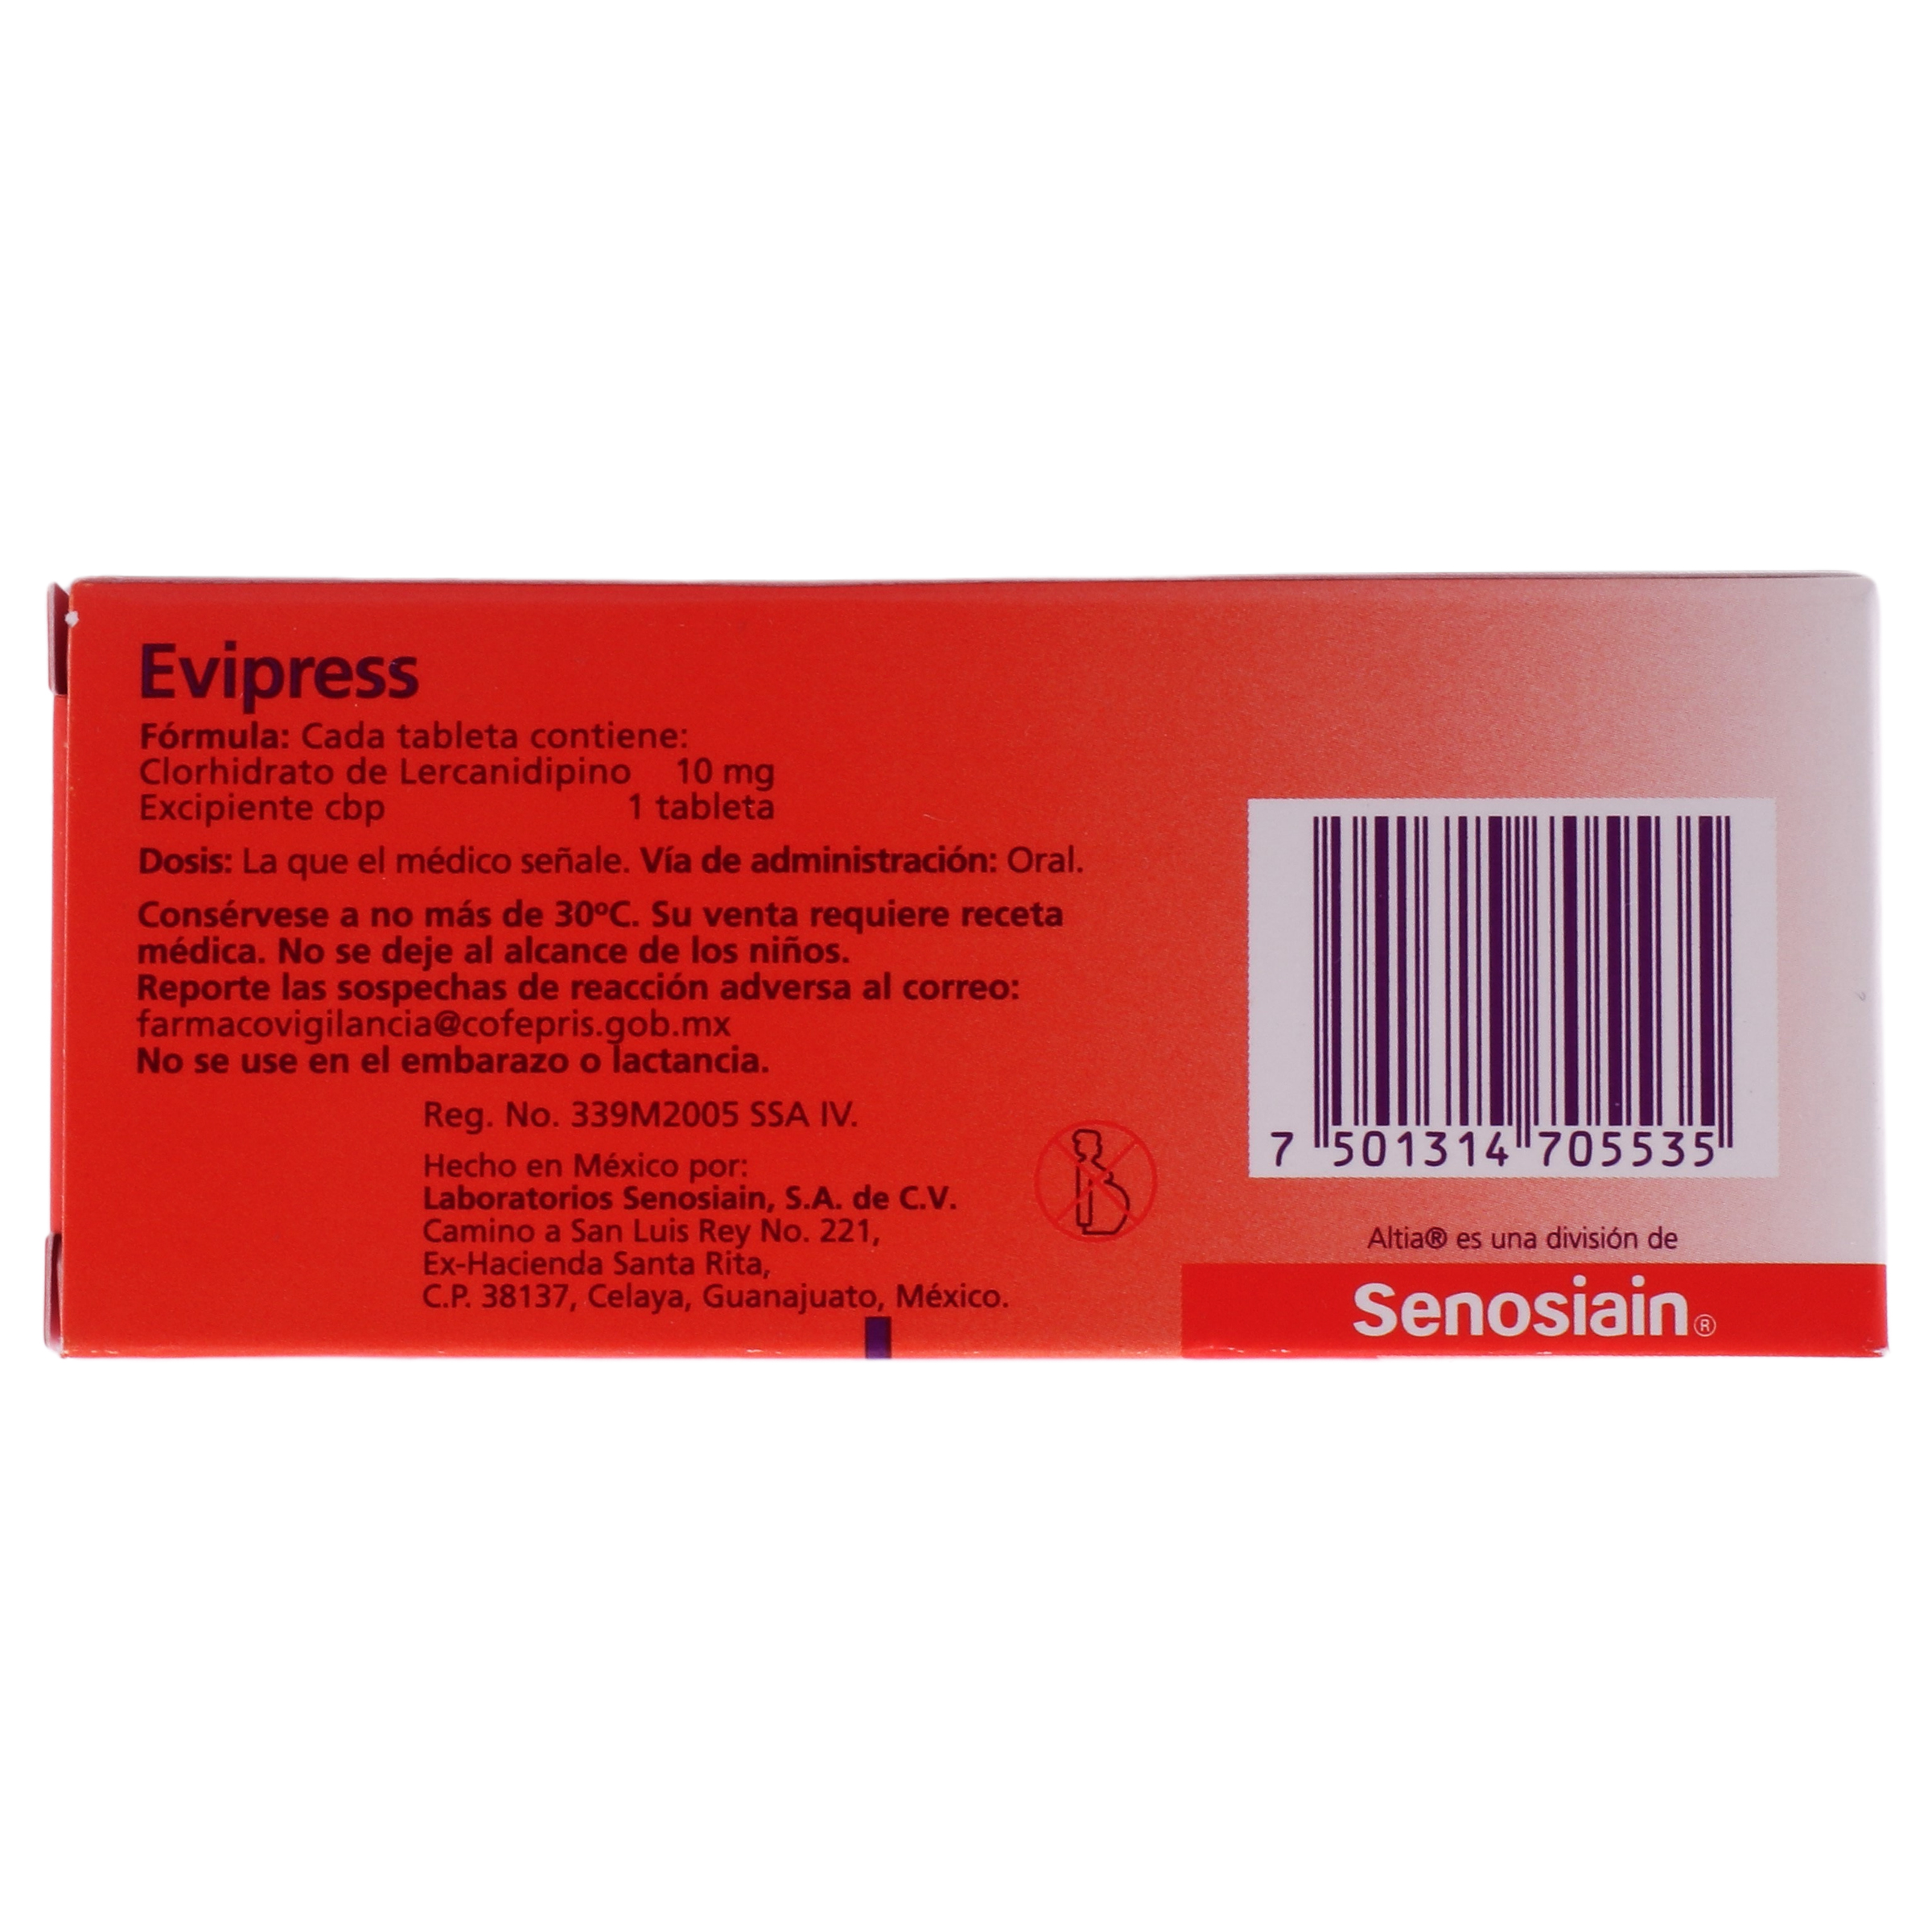 Evipress
Fórmula: Cada tableta contiene:
Clorhidrato de Lercanidipino 10 mg
Excipiente cbp 1 tableta
Dosis: La que el médico señale. Vía de administración: Oral.
Consérvese a no más de 30ºC. Su venta requiere receta
médica. No se deje al alcance de los niños.
Reporte las sospechas de reacción adversa al correo:
farmacovigilancia@cofepris.gob.mx
No se use en el embarazo o lactancia.
Reg. No. 339M2005 SSA IV.
Hecho en México por:
Laboratorios Senosiain, S.A. de C.V.
Camino a San Luis Rey No. 221,
Ex-Hacienda Santa Rita,
C.P. 38137, Celaya, Guanajuato, México.
7 501314 705535
Altia® es una división de
Senosiain®